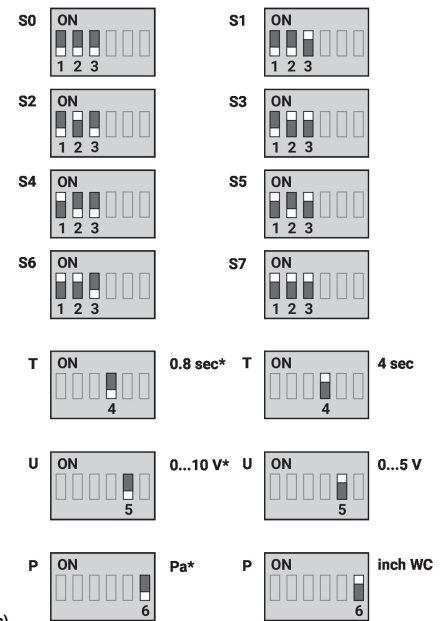 S0 ON S1 ON
1 2 3 1 2 3
S2 ON S3 ON
1 2 3 1 2 3
S4 ON S5 ON
1 2 3 1 2 3
S6 ON S7 ON
1 2 3 1 2 3
T ON 0.8 sec* T ON 4 sec
4 4
U ON 0...10 V* U ON 0...5 V
5 5
P ON Pa* P ON inch WC
6 6